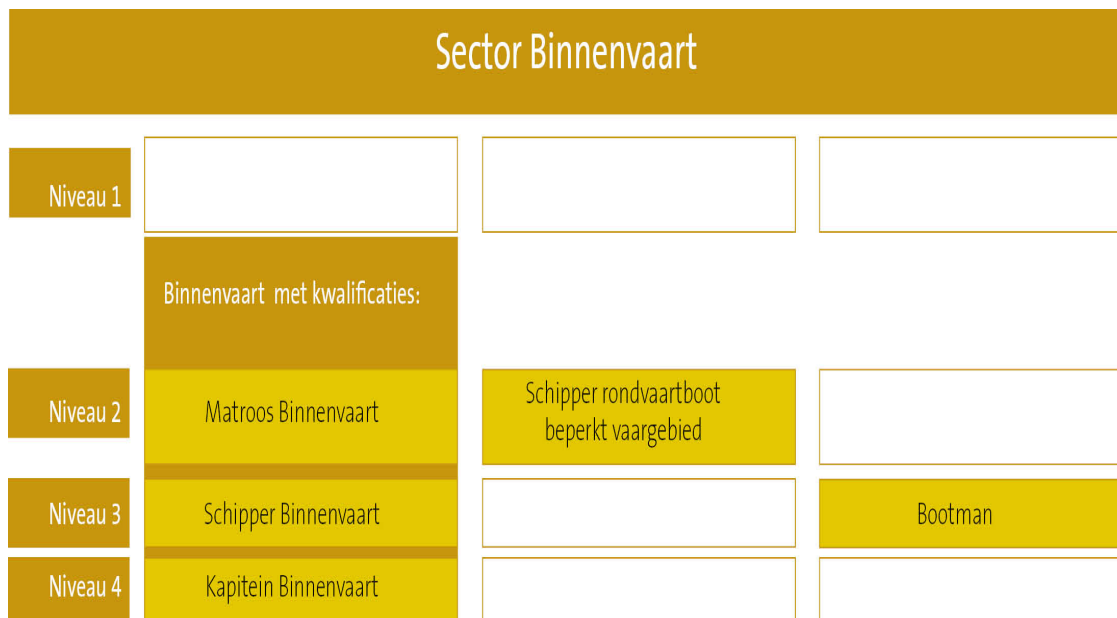 Sector Binnenvaart
Niveau 1
Binnenvaart met kwalificaties:
Niveau 2
Matroos Binnenvaart
Schipper rondvaartboot
beperkt vaargebied
Niveau 3
Schipper Binnenvaart
Bootman
Niveau 4
Kapitein Binnenvaart